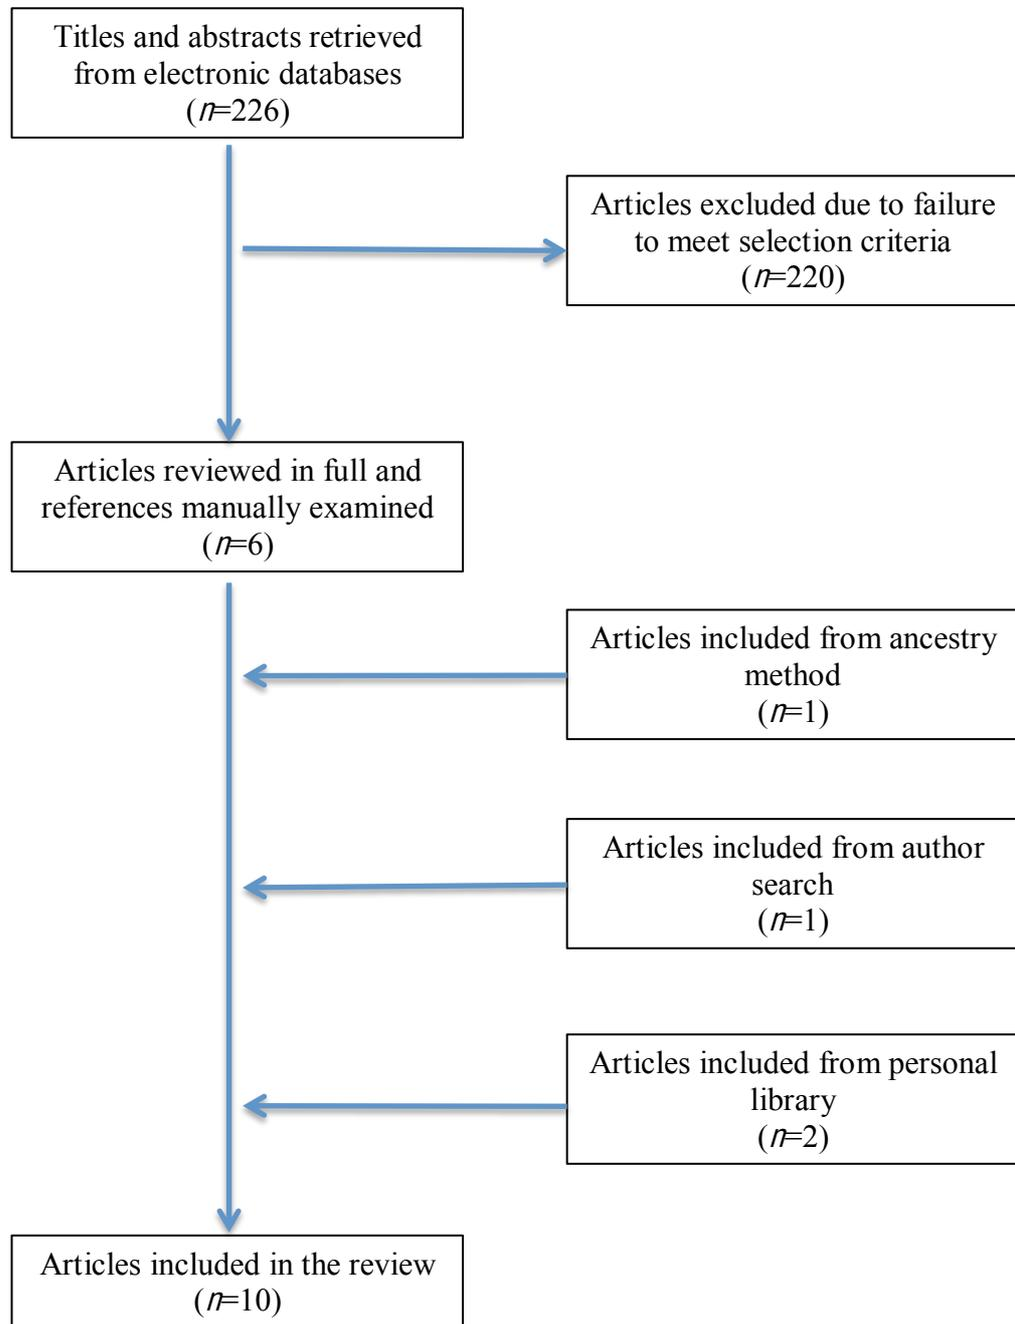 Titles and abstracts retrieved
from electronic databases
(n=226)
Articles excluded due to failure
to meet selection criteria
(n=220)
Articles reviewed in full and
references manually examined
(n=6)
Articles included from ancestry
method
(n=1)
Articles included from author
search
(n=1)
Articles included from personal
library
(n=2)
Articles included in the review
(n=10)